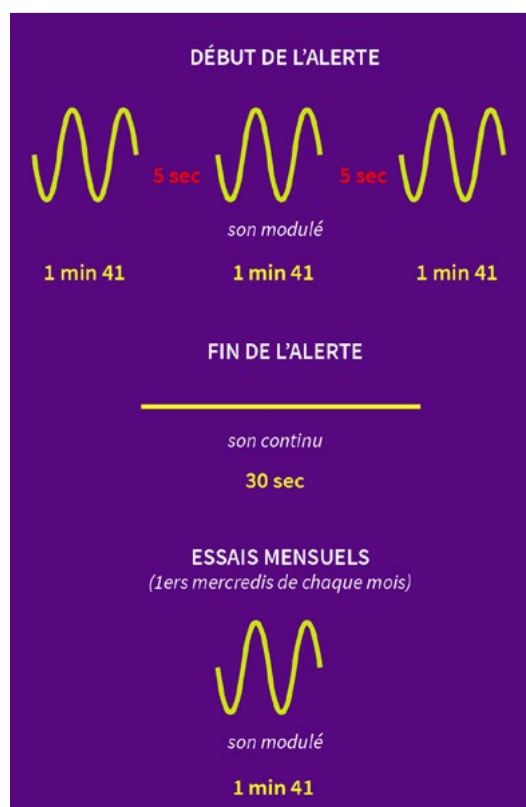 DÉBUT DE L'ALERTE
5 sec 5 sec
son modulé
1 min 41 1 min 41 1 min 41
FIN DE L'ALERTE
son continu
30 sec
ESSAIS MENSUELS
(1ers mercredis de chaque mois)
son modulé
1 min 41